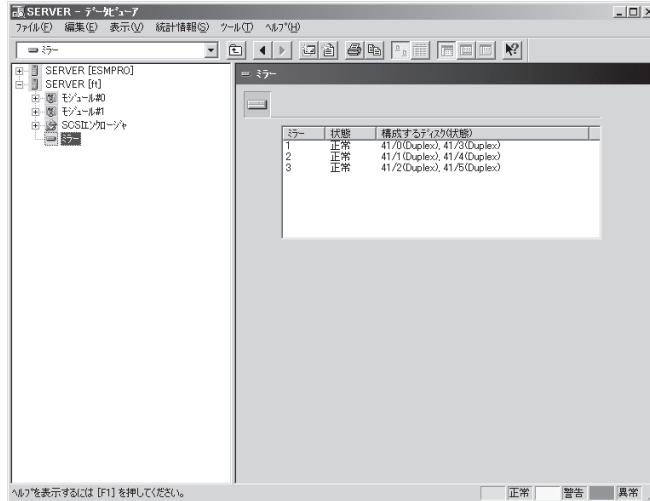 SERVER - ﾃﾞｰﾀﾋﾞｭｰｱ
ﾌｧｲﾙ(F) 編集(E) 表示(V) 統計情報(S) ﾂｰﾙ(T) ﾍﾙﾌﾟ(H)
ﾐﾗｰ
SERVER [ESMPRO]
SERVER [ft]
ﾓｼﾞｭｰﾙ#0
ﾓｼﾞｭｰﾙ#1
SCSIｴﾝｸﾛｰｼﾞｬ
ﾐﾗｰ
ﾐﾗｰ
ﾐﾗｰ 状態 構成するﾃﾞｨｽｸ(状態)
1 正常 41/0(Duplex), 41/3(Duplex)
2 正常 41/1(Duplex), 41/4(Duplex)
3 正常 41/2(Duplex), 41/5(Duplex)
ﾍﾙﾌﾟを表示するには [F1] を押してください。 正常 警告 異常